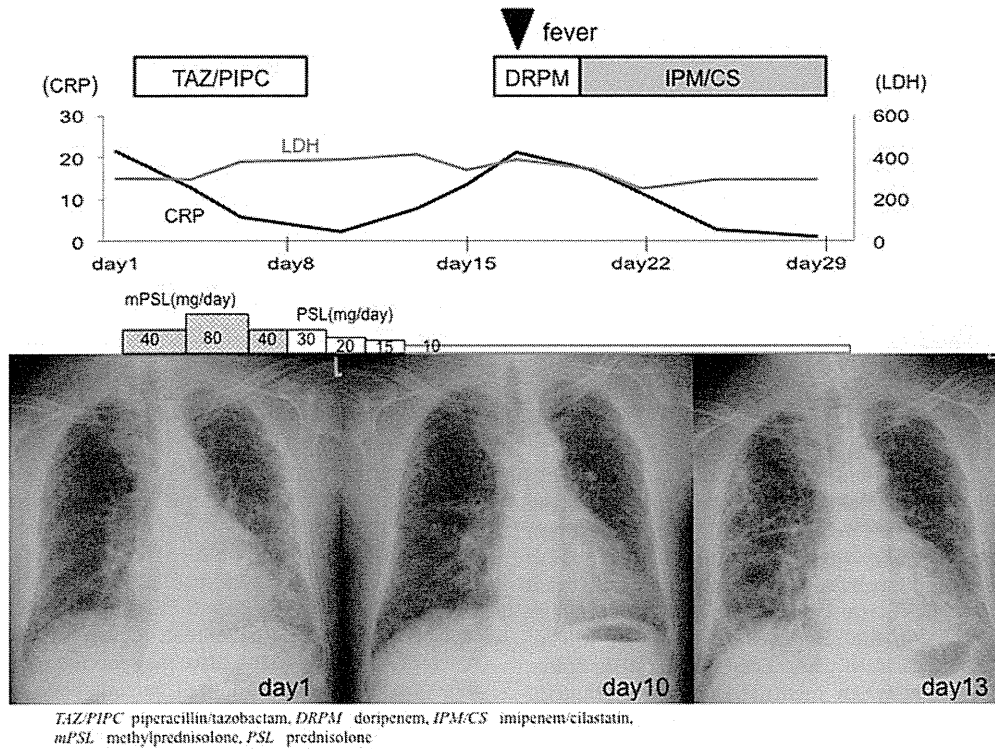 fever
TAZ/PIPC DRPM IPM/CS
(CRP) (LDH)
30 600
LDH
20 400
10 200
CRP
0 0
day1 day8 day15 day22 day29
mPSL(mg/day) PSL(mg/day)
40 80 40 30 20 15 10
L
day1 day10 day13
TAZ/PIPC piperacillin/tazobactam, DRPM doripenem, IPM/CS imipenem/cilastatin,
mPSL methylprednisolone, PSL prednisolone